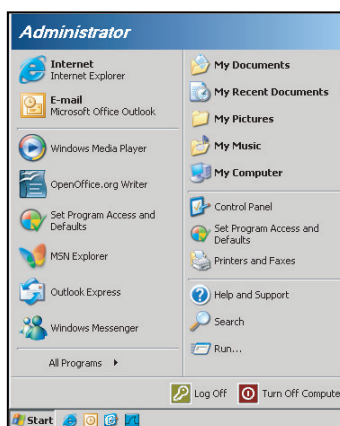 Administrator
Internet
Internet Explorer
E-mail
Microsoft Office Outlook
Windows Media Player
OpenOffice.org Writer
Set Program Access and
Defaults
MSN Explorer
Outlook Express
Windows Messenger
All Programs
My Documents
My Recent Documents
My Pictures
My Music
My Computer
Control Panel
Set Program Access and
Defaults
Printers and Faxes
Help and Support
Search
Run...
Log Off
Turn Off Compute
Start